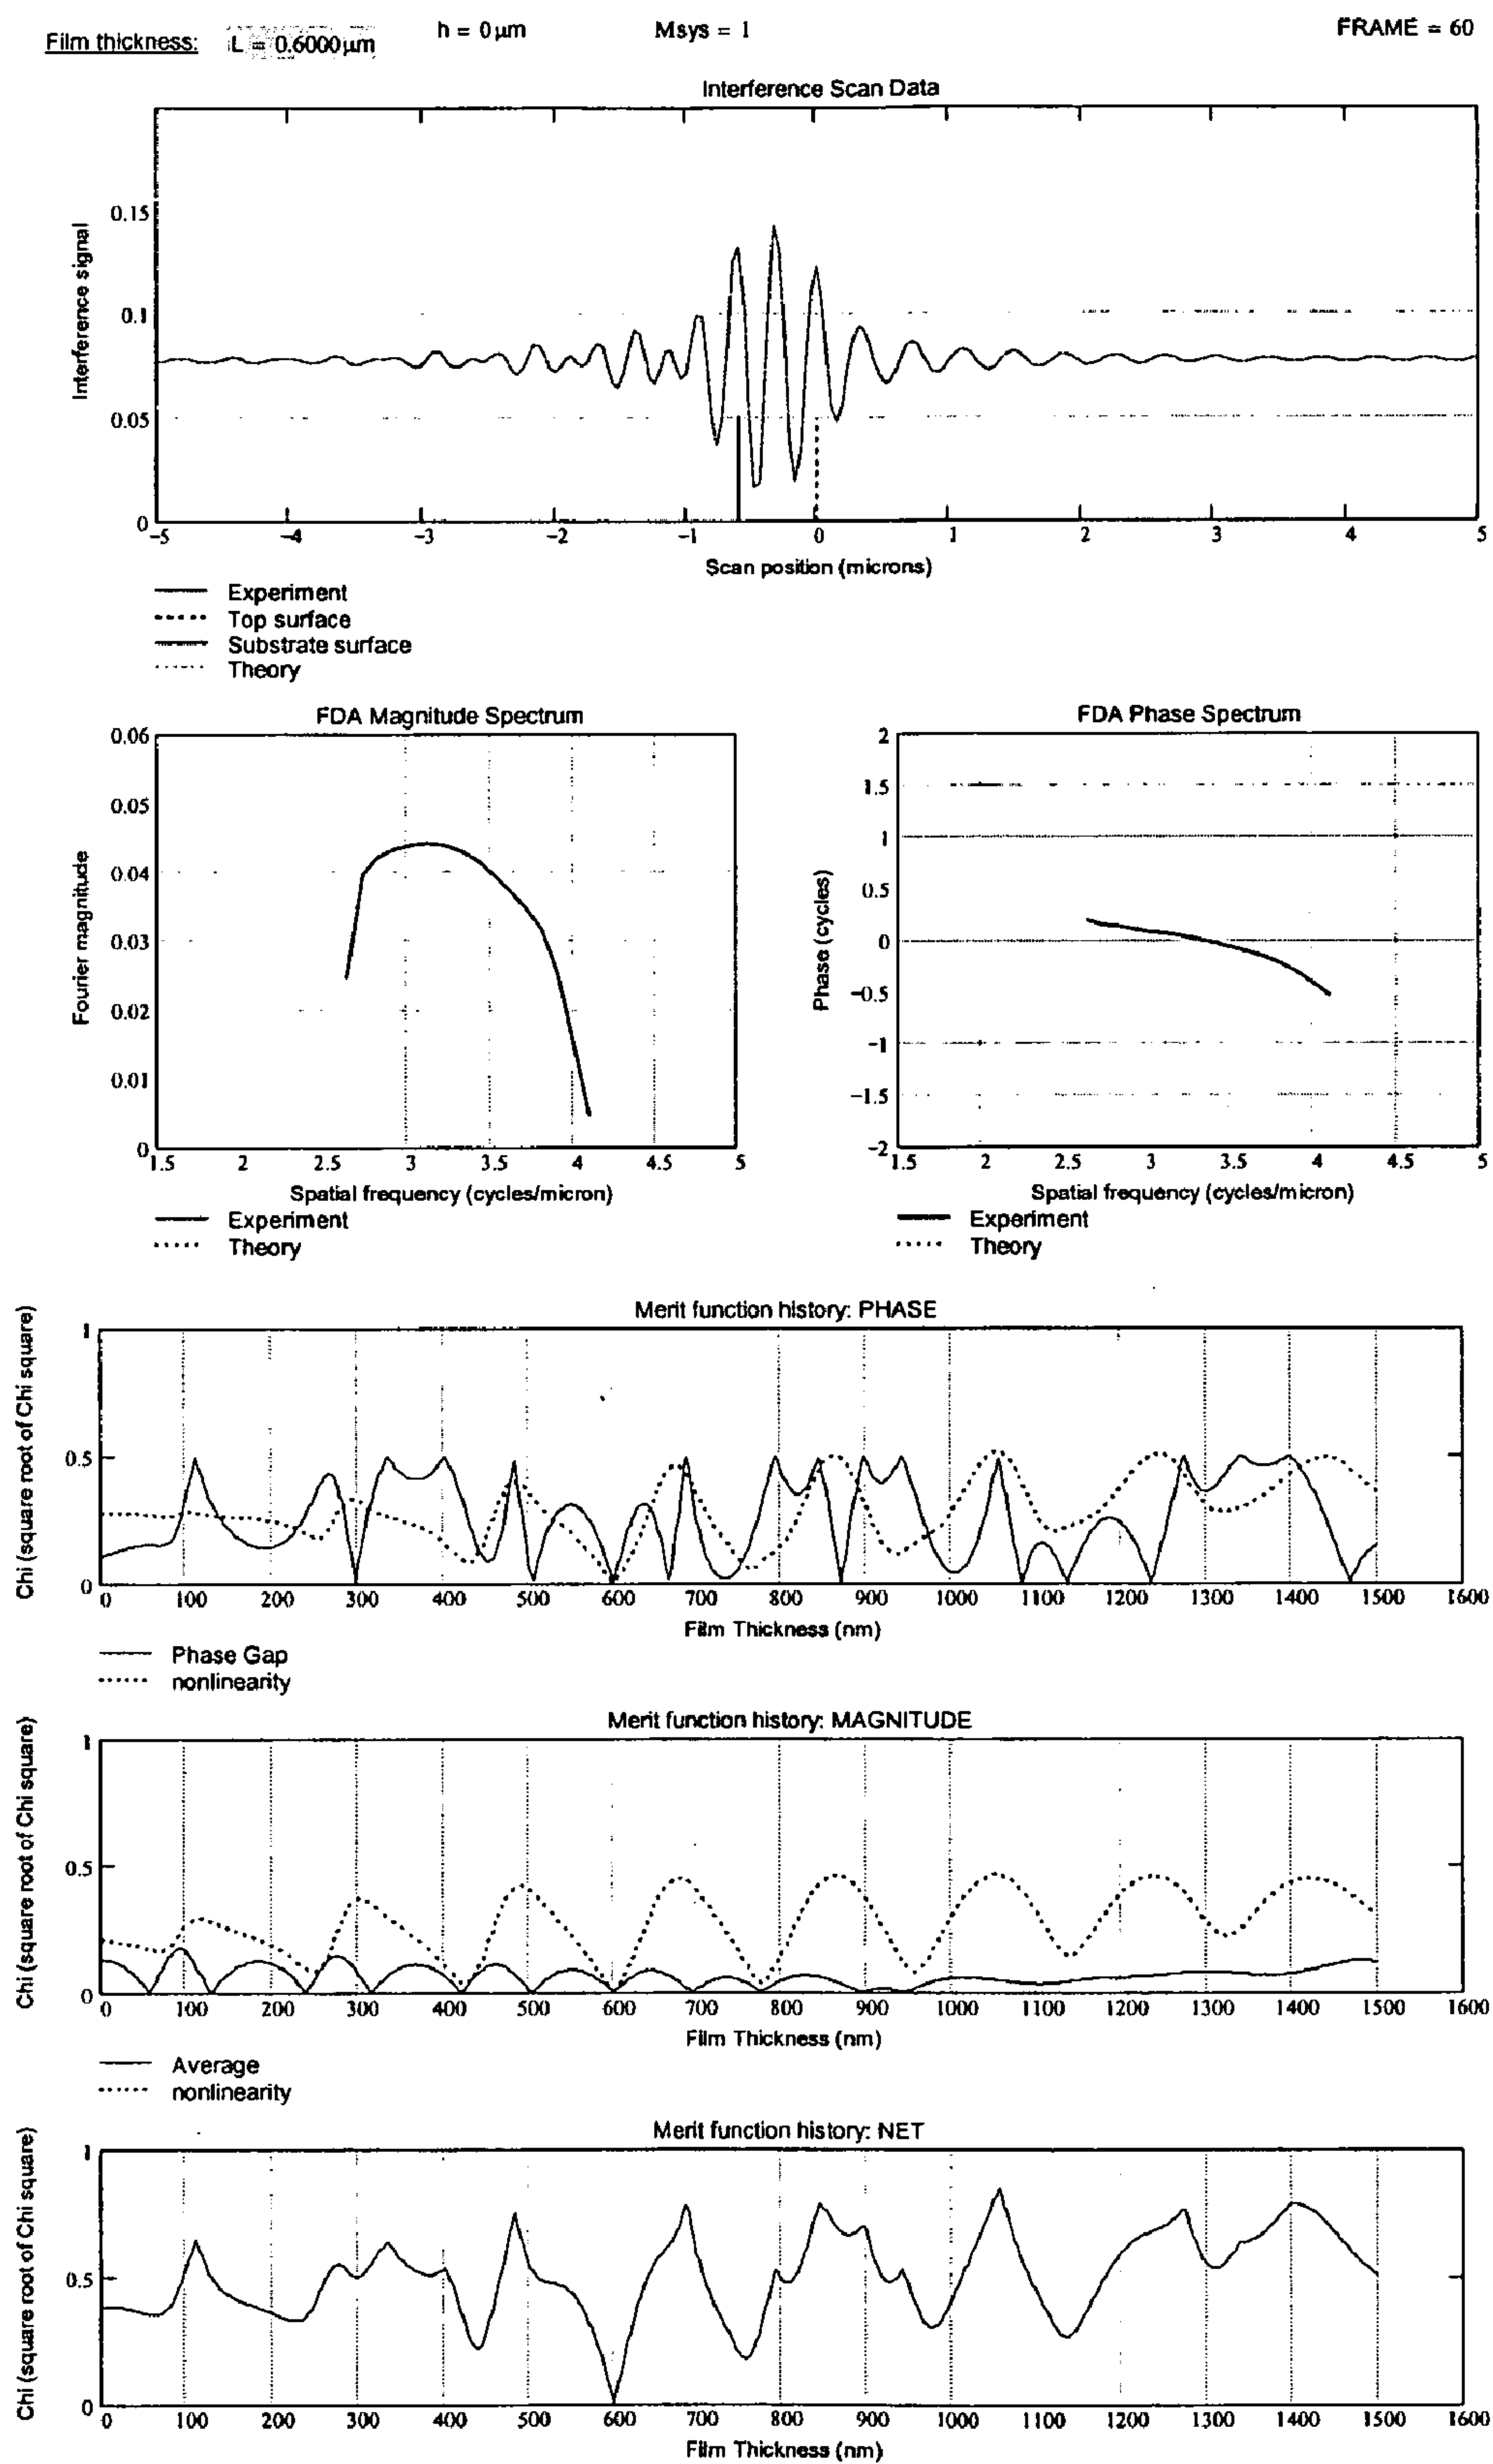 Film thickness: L = 0.6000µm h = 0µm Msys = 1 FRAME = 60
Interference Scan Data
Interference signal
0.15
0.1
0.05
0
−5 −4 −3 −2 −1 0 1 2 3 4 5
Scan position (microns)
Experiment
Top surface
Substrate surface
Theory
FDA Magnitude Spectrum
Fourier magnitude
0.06
0.05
0.04
0.03
0.02
0.01
0
1.5 2 2.5 3 3.5 4 4.5 5
Spatial frequency (cycles/micron)
Experiment
Theory
FDA Phase Spectrum
Phase (cycles)
2
1.5
1
0.5
0
−0.5
−1
−1.5
−2
1.5 2 2.5 3 3.5 4 4.5 5
Spatial frequency (cycles/micron)
Experiment
Theory
Merit function history: PHASE
Chi (square root of Chi square)
1
0.5
0
0 100 200 300 400 500 600 700 800 900 1000 1100 1200 1300 1400 1500 1600
Film Thickness (nm)
Phase Gap
nonlinearity
Merit function history: MAGNITUDE
Chi (square root of Chi square)
1
0.5
0
0 100 200 300 400 500 600 700 800 900 1000 1100 1200 1300 1400 1500 1600
Film Thickness (nm)
Average
nonlinearity
Merit function history: NET
Chi (square root of Chi square)
1
0.5
0
0 100 200 300 400 500 600 700 800 900 1000 1100 1200 1300 1400 1500 1600
Film Thickness (nm)